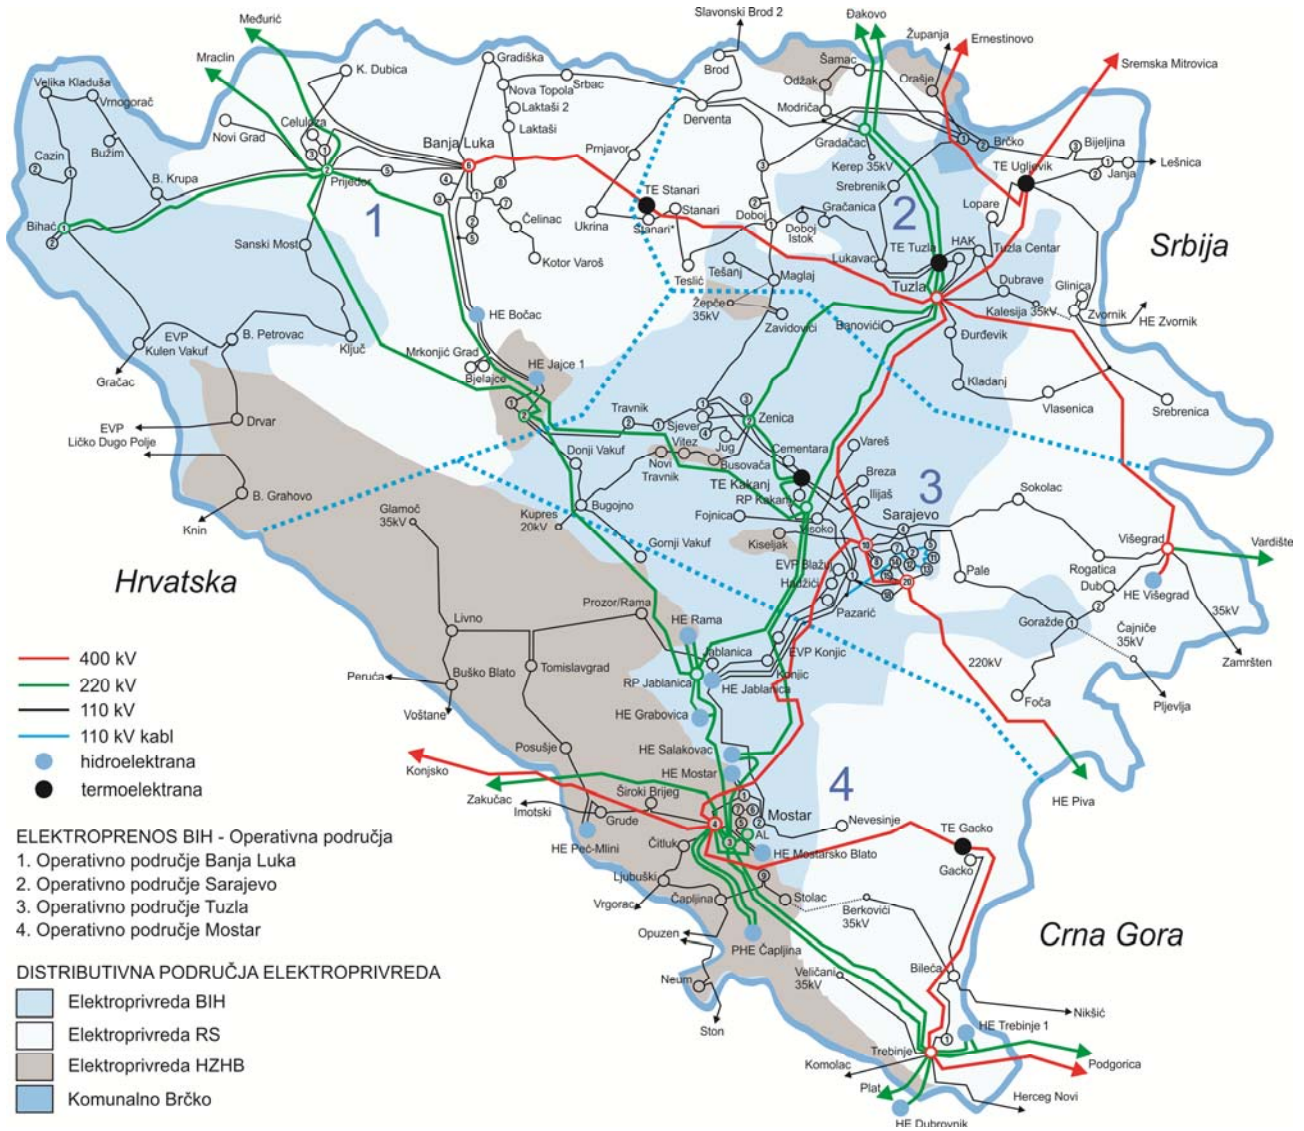 Međurić
Mraclin
Slavonski Brod 2
Đakovo
Županja
Ernestinovo
Sremska Mitrovica
Velika Kladuša
Vrnogorač
K. Dubica
Gradiška
Nova Topola
Srbac
Laktaši 2
Laktaši
Brod
Derventa
Šamac
Odžak
Modriča
Orašje
Novi Grad
Celuloza
Banja Luka
Prnjavor
Gradačac
Kerep 35kV
Brčko
Bijeljina
Janja
Lešnica
Cazin
Bužim
B. Krupa
Prijedor
TE Stanari
Stanari
Stanari*
Ukrina
Doboj
Srebrenik
Gračanica
Doboj
Istok
TE Ugljevik
Lopare
Bihać
1
2
Sanski Most
Čelinac
Kotor Varoš
Teslić
Tešanj
Maglaj
Lukavac
TE Tuzla
HAK
Tuzla Centar
Tuzla
Dubrave
Srbija
HE Bočac
Žepče
35kV
Zavidovići
Banovići
Kalesija 35kV
Glinica
Zvornik
HE Zvornik
Đurđevik
EVP
Kulen Vakuf
B. Petrovac
Ključ
Mrkonjić Grad
Bjelajce
HE Jajce 1
Gračac
Kladanj
Vlasenica
Srebrenica
Drvar
EVP
Ličko Dugo Polje
Travnik
Sjever
Zenica
Jug
Vitez
Busovača
Novi
Travnik
Donji Vakuf
Cementara
TE Kakanj
RP Kakanj
Vareš
Breza
Ilijaš
3
Sarajevo
Sokolac
B. Grahovo
Knin
Glamoč
35kV
Kupres
20kV
Bugojno
Gornji Vakuf
Fojnica
Visoko
Kiseljak
EVP Blažuj
Hadžići
Pazarić
Pale
Rogatica
Višegrad
Vardište
Dub
HE Višegrad
35kV
Goražde
Čajniče
35kV
Zamršten
Hrvatska
Prozor/Rama
HE Rama
Jablanica
EVP Konjic
Konjic
RP Jablanica
HE Jablanica
HE Grabovica
220kV
Foča
Pljevlja
Livno
Tomislavgrad
Buško Blato
Peruća
Voštane
400 kV
220 kV
110 kV
110 kV kabl
hidroelektrana
termoelektrana
Posušje
HE Salakovac
HE Mostar
HE Piva
4
Konjsko
Zakučac
Imotski
Široki Brijeg
Grude
HE Peć-Mlini
Mostar
AL
Nevesinje
HE Mostarsko Blato
TE Gacko
Gacko
Čitluk
Ljubuški
Vrgorac
Čapljina
Stolac
Berkovići
35kV
Opuzen
PHE Čapljina
Neum
Ston
Veličani
35kV
Bileća
Crna Gora
Nikšić
HE Trebinje 1
Trebinje
Komolac
Podgorica
Plat
Herceg Novi
HE Dubrovnik
ELEKTROPRENOS BIH - Operativna područja
1. Operativno područje Banja Luka
2. Operativno područje Sarajevo
3. Operativno područje Tuzla
4. Operativno područje Mostar
DISTRIBUTIVNA PODRUČJA ELEKTROPRIVREDA
Elektroprivreda BIH
Elektroprivreda RS
Elektroprivreda HZHB
Komunalno Brčko